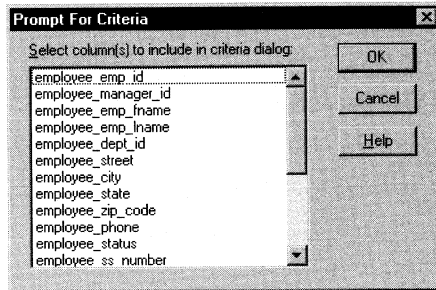 Prompt For Criteria
Select column(s) to include in criteria dialog:
employee_emp_id
employee_manager_id
employee_emp_fname
employee_emp_lname
employee_dept_id
employee_street
employee_city
employee_state
employee_zip_code
employee_phone
employee_status
employee_ss_number
OK
Cancel
Help